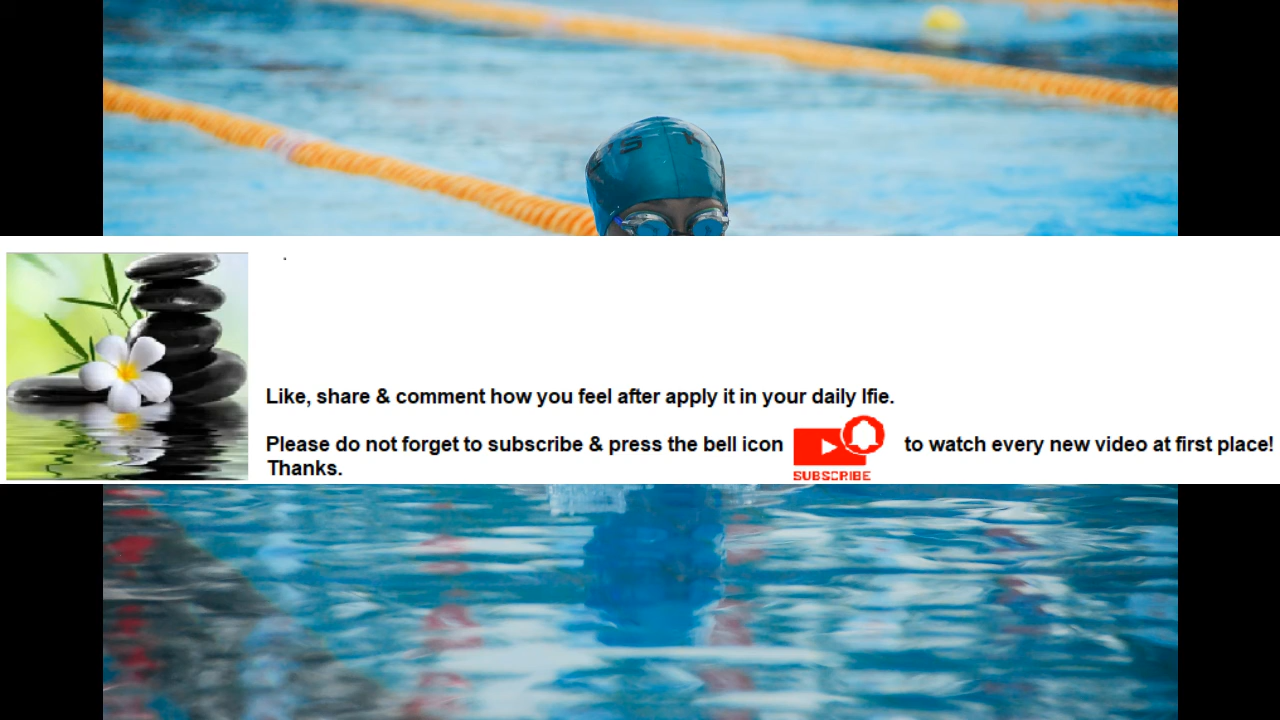 Like, share & comment how you feel after apply it in your daily lfie.
Please do not forget to subscribe & press the bell icon SUBSCRIBE to watch every new video at first place!
Thanks.